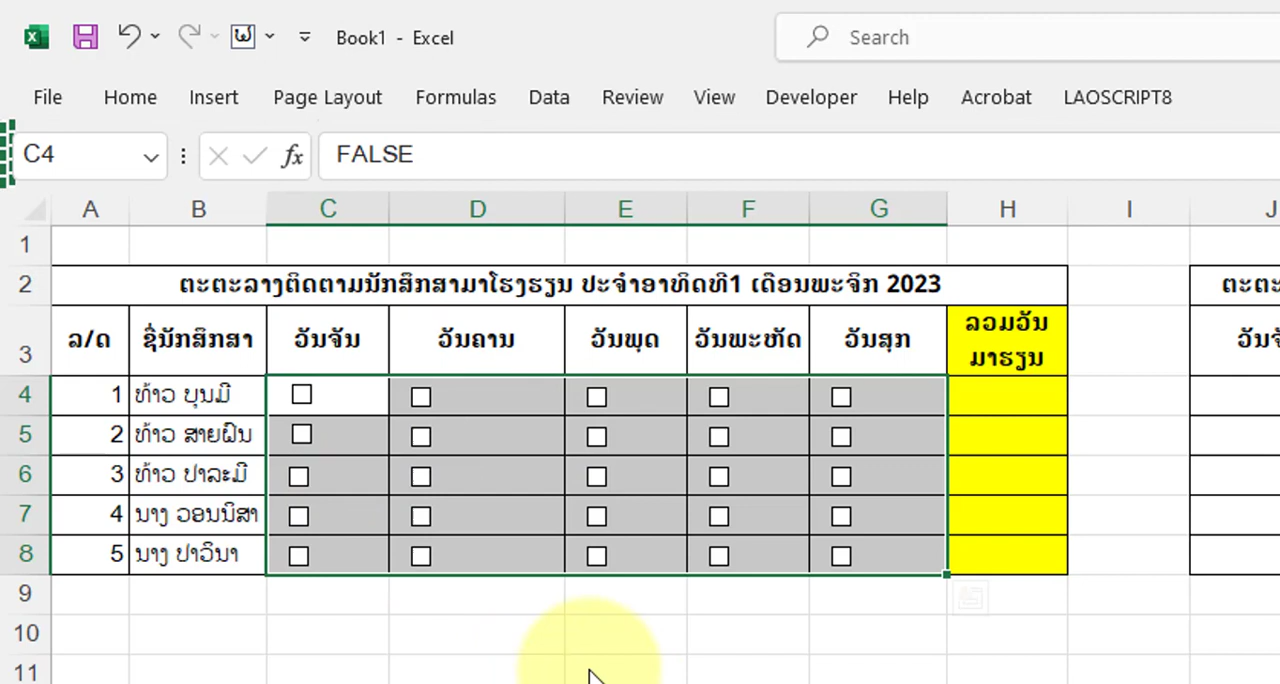 Book1 - Excel
Search
File Home Insert Page Layout Formulas Data Review View Developer Help Acrobat LAOSCRIPT8
C4 fx FALSE
A B C D E F G H I J
1
2 ຕະຕະລາງຕິດຕາມນັກສຶກສາມາໂຮງຮຽນ ປະຈຳອາທິດທີ1 ເດືອນພະຈິກ 2023 ຕະຕະ
3 ລ/ດ ຊື່ນັກສຶກສາ ວັນຈັນ ວັນຄານ ວັນພຸດ ວັນພະຫັດ ວັນສຸກ ລວມວັນ
ມາຮຽນ
4 1 ທ້າວ ບຸນມີ
5 2 ທ້າວ ສາຍຝົນ
6 3 ທ້າວ ປາລະມີ
7 4 ນາງ ວອນນິສາ
8 5 ນາງ ປາວິນາ
9
10
11